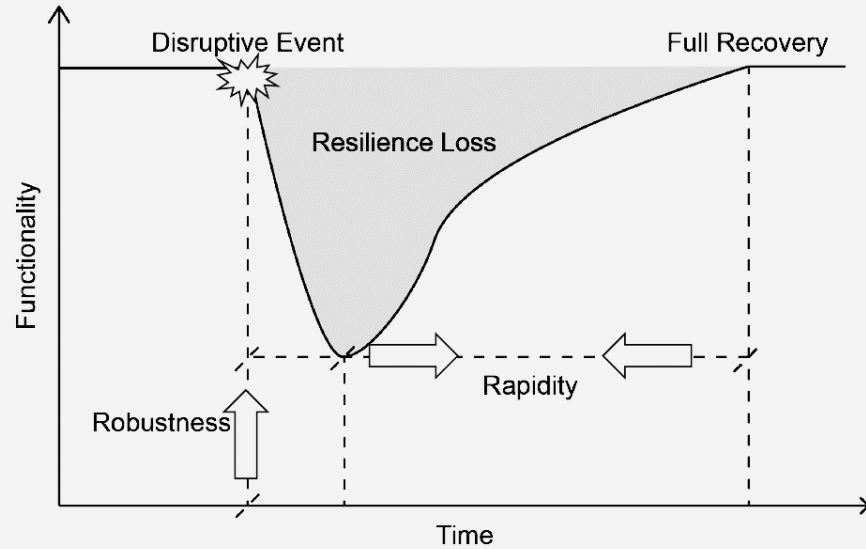 Disruptive Event
Full Recovery
Resilience Loss
Functionality
Rapidity
Robustness
Time